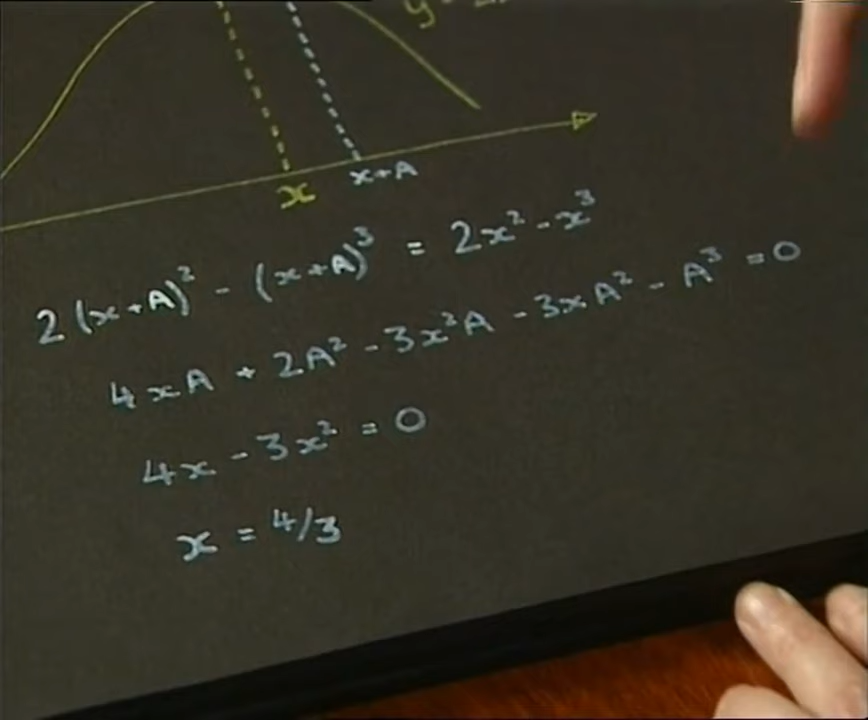 y =
x
x+A
2(x+A)² - (x+A)³ = 2x² - x³
4xA + 2A² - 3x²A - 3xA² - A³ = 0
4x - 3x² = 0
x = 4/3